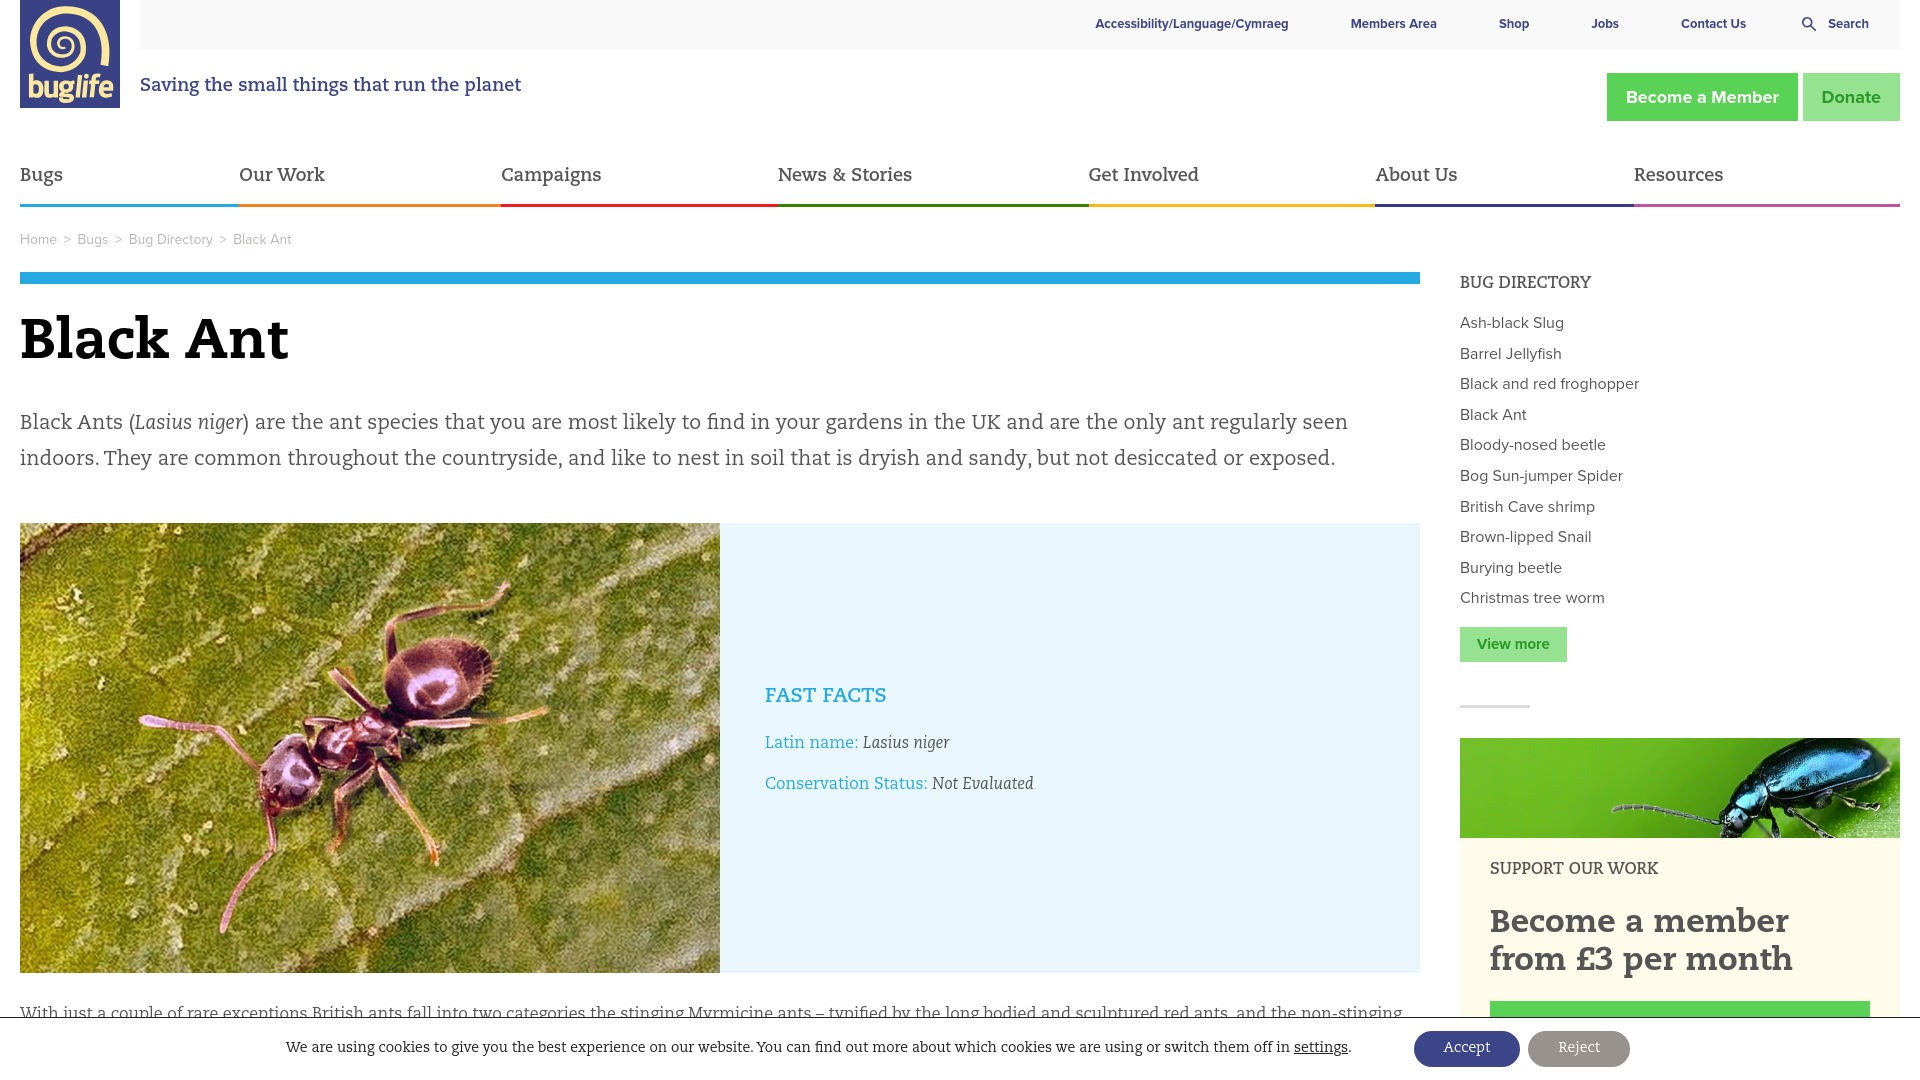 buglife
Accessibility/Language/Cymraeg
Members Area
Shop
Jobs
Contact Us
Search
Saving the small things that run the planet
Become a Member
Donate
Bugs
Our Work
Campaigns
News & Stories
Get Involved
About Us
Resources
Home > Bugs > Bug Directory > Black Ant
Black Ant
Black Ants (Lasius niger) are the ant species that you are most likely to find in your gardens in the UK and are the only ant regularly seen
indoors. They are common throughout the countryside, and like to nest in soil that is dryish and sandy, but not desiccated or exposed.
FAST FACTS
Latin name: Lasius niger
Conservation Status: Not Evaluated
With just a couple of rare exceptions British ants fall into two categories the stinging Myrmicine ants – typified by the long bodied and sculptured red ants, and the non-stinging
BUG DIRECTORY
Ash-black Slug
Barrel Jellyfish
Black and red froghopper
Black Ant
Bloody-nosed beetle
Bog Sun-jumper Spider
British Cave shrimp
Brown-lipped Snail
Burying beetle
Christmas tree worm
View more
SUPPORT OUR WORK
Become a member
from £3 per month
We are using cookies to give you the best experience on our website. You can find out more about which cookies we are using or switch them off in settings.
Accept
Reject